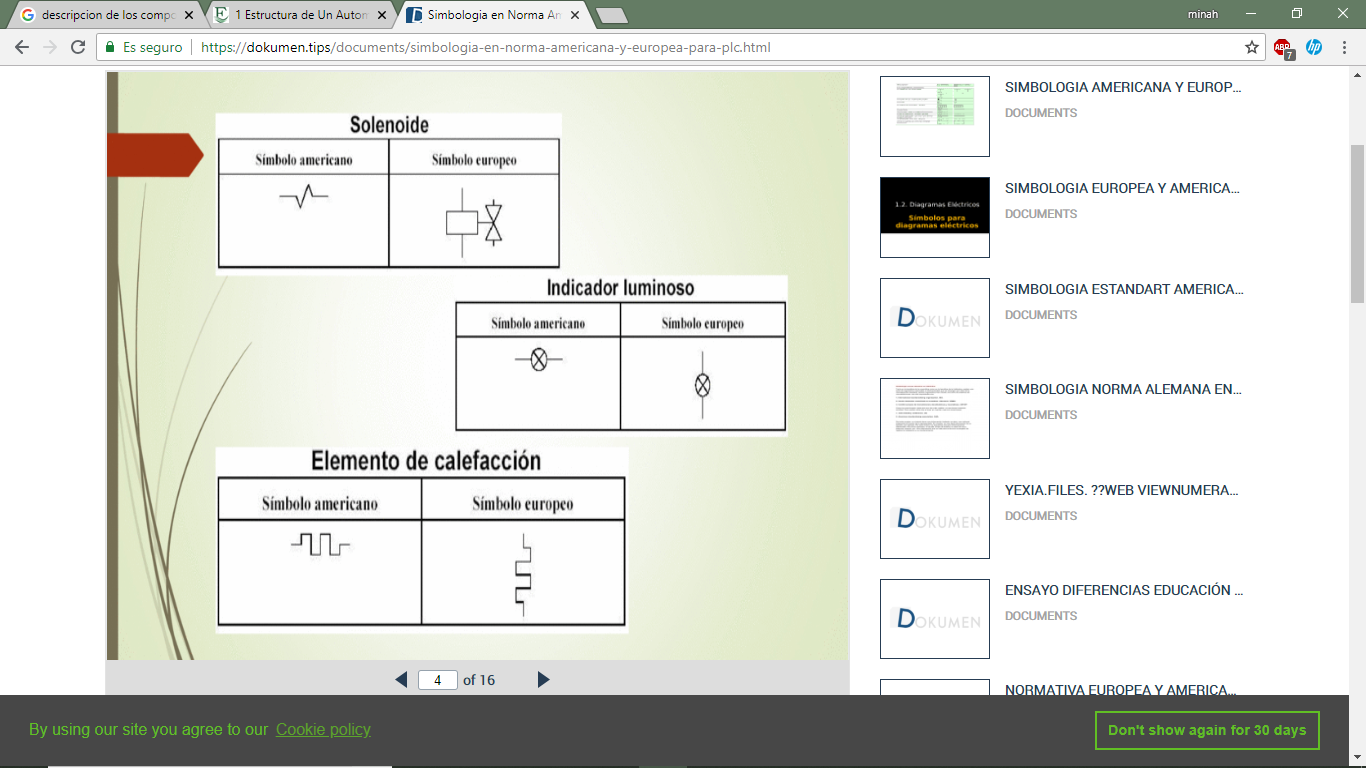 descripcion de los compo
1 Estructura de Un Autom
Simbologia en Norma An
minah
Es seguro
https://dokumen.tips/documents/simbologia-en-norma-americana-y-europea-para-plc.html
ABP
7
hp
Solenoide
Símbolo americano
Símbolo europeo
Indicador luminoso
Símbolo americano
Símbolo europeo
Elemento de calefacción
Símbolo americano
Símbolo europeo
4 of 16
SIMBOLOGIA AMERICANA Y EUROP...
DOCUMENTS
1.2. Diagramas Eléctricos
Símbolos para
diagramas eléctricos
SIMBOLOGIA EUROPEA Y AMERICA...
DOCUMENTS
DOKUMEN
SIMBOLOGIA ESTANDART AMERICA...
DOCUMENTS
SIMBOLOGIA NORMA ALEMANA EN...
DOCUMENTS
DOKUMEN
YEXIA.FILES. ??WEB VIEWNUMERA...
DOCUMENTS
DOKUMEN
ENSAYO DIFERENCIAS EDUCACIÓN ...
DOCUMENTS
NORMATIVA EUROPEA Y AMERICA...
By using our site you agree to our Cookie policy
Don't show again for 30 days